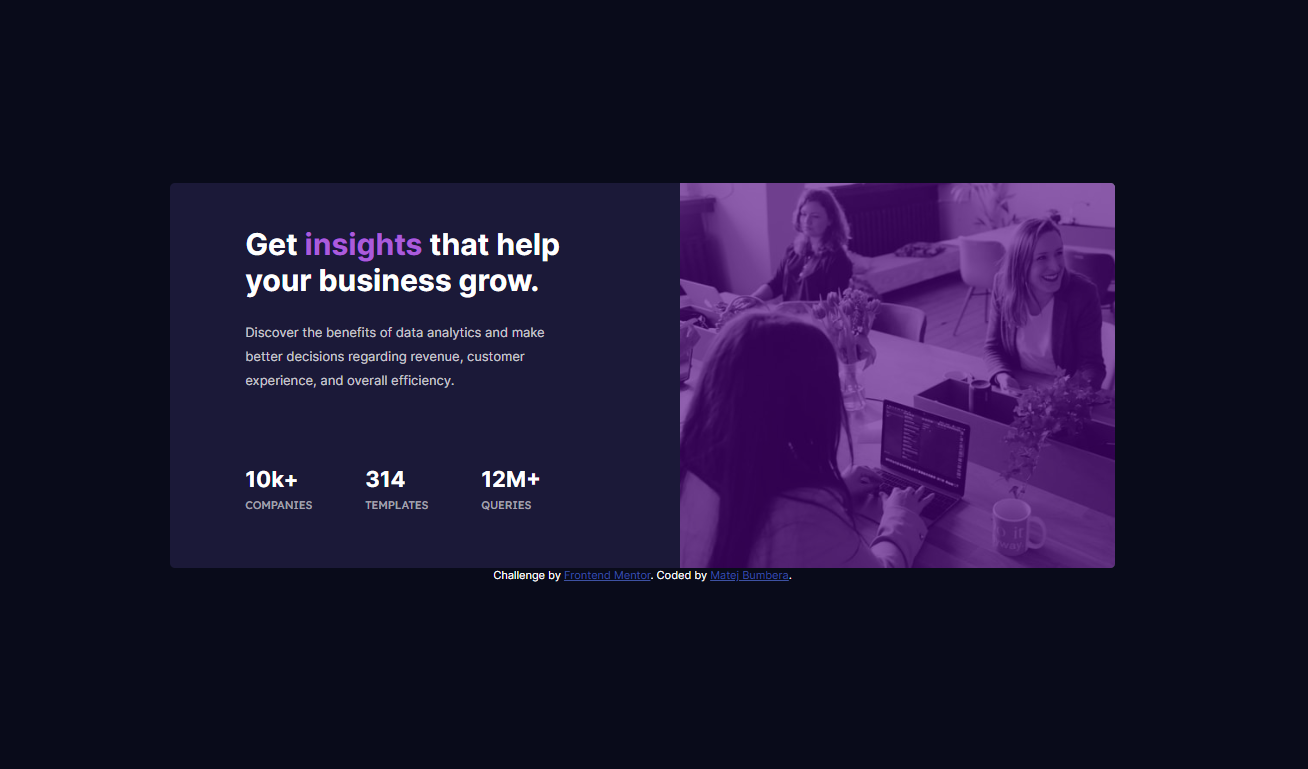 Get insights that help
your business grow.
Discover the benefits of data analytics and make
better decisions regarding revenue, customer
experience, and overall efficiency.
10k+ 314 12M+
COMPANIES TEMPLATES QUERIES
Challenge by Frontend Mentor. Coded by Matej Bumbera.